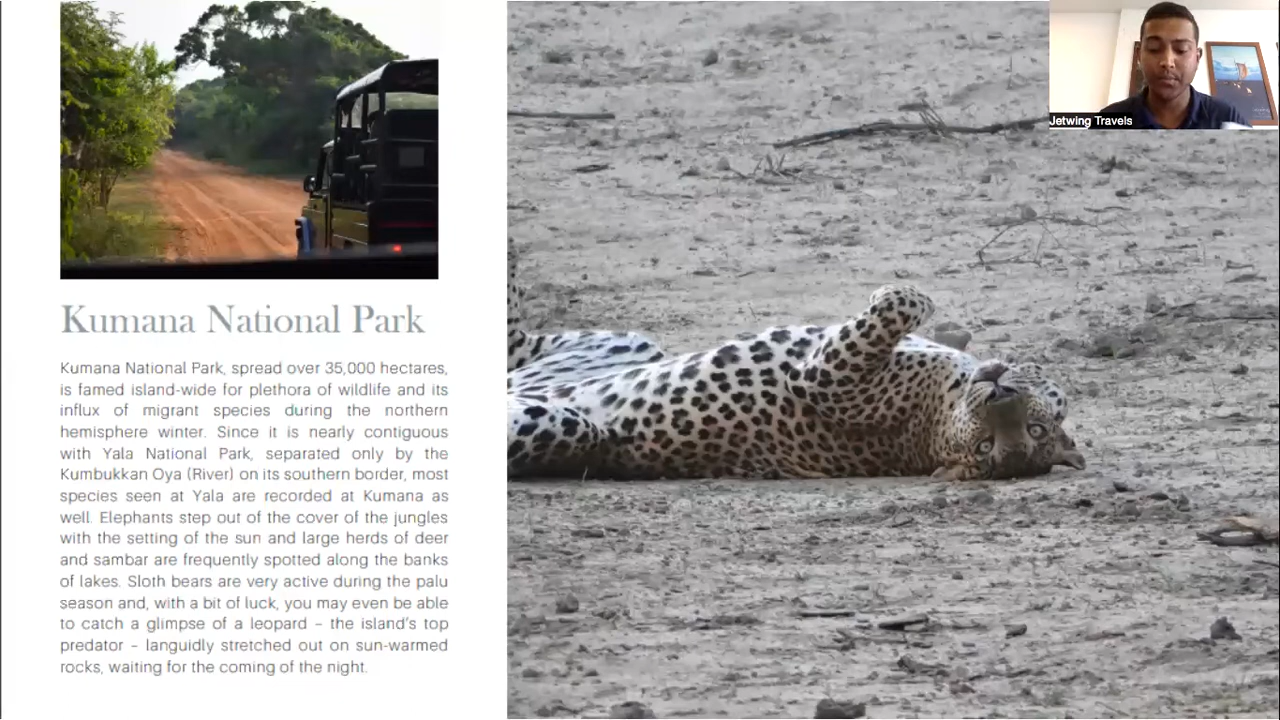 Jetwing Travels
Kumana National Park
Kumana National Park, spread over 35,000 hectares,
is famed island-wide for plethora of wildlife and its
influx of migrant species during the northern
hemisphere winter. Since it is nearly contiguous
with Yala National Park, separated only by the
Kumbukkan Oya (River) on its southern border, most
species seen at Yala are recorded at Kumana as
well. Elephants step out of the cover of the jungles
with the setting of the sun and large herds of deer
and sambar are frequently spotted along the banks
of lakes. Sloth bears are very active during the palu
season and, with a bit of luck, you may even be able
to catch a glimpse of a leopard – the island's top
predator – languidly stretched out on sun-warmed
rocks, waiting for the coming of the night.